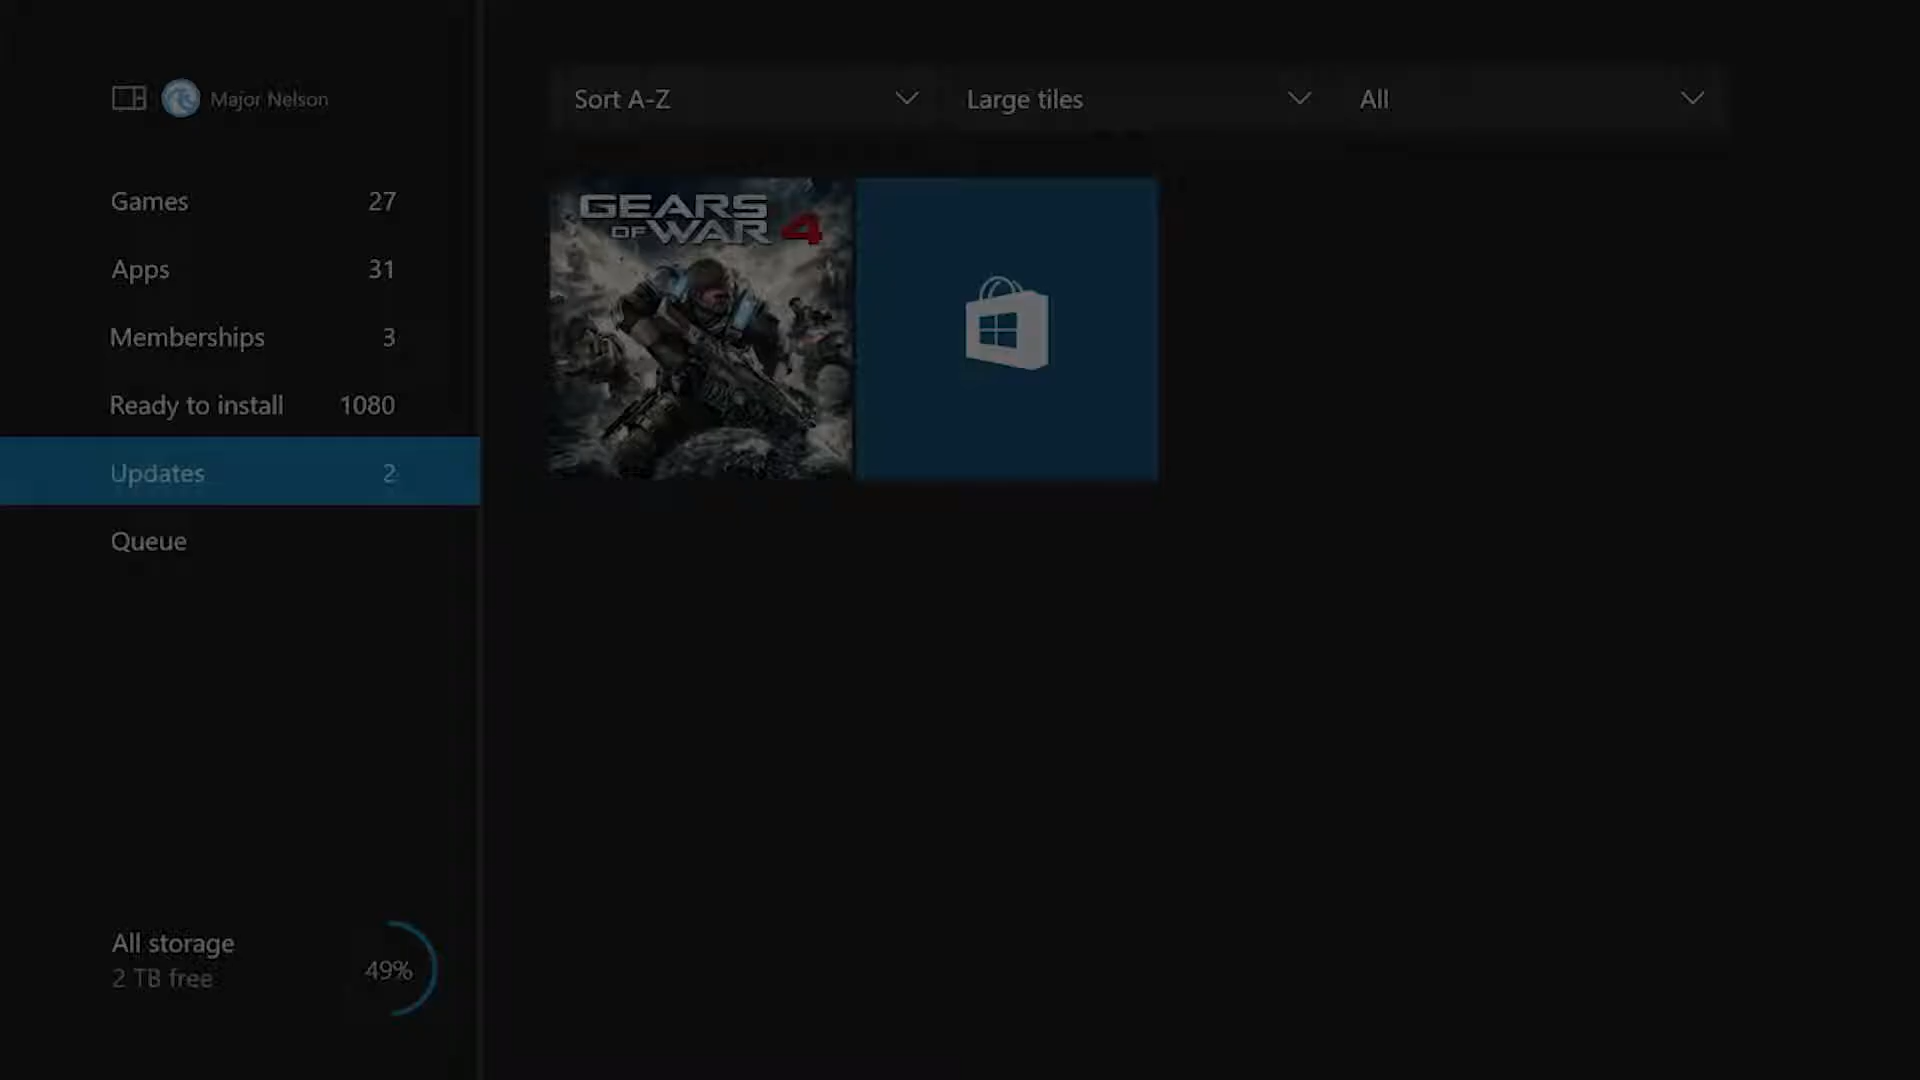 Major Nelson
Games 27
Apps 31
Memberships 3
Ready to install 1080
Updates 2
Queue
All storage
2 TB free
49%
Sort A-Z
Large tiles
All
GEARS
OF WAR 4